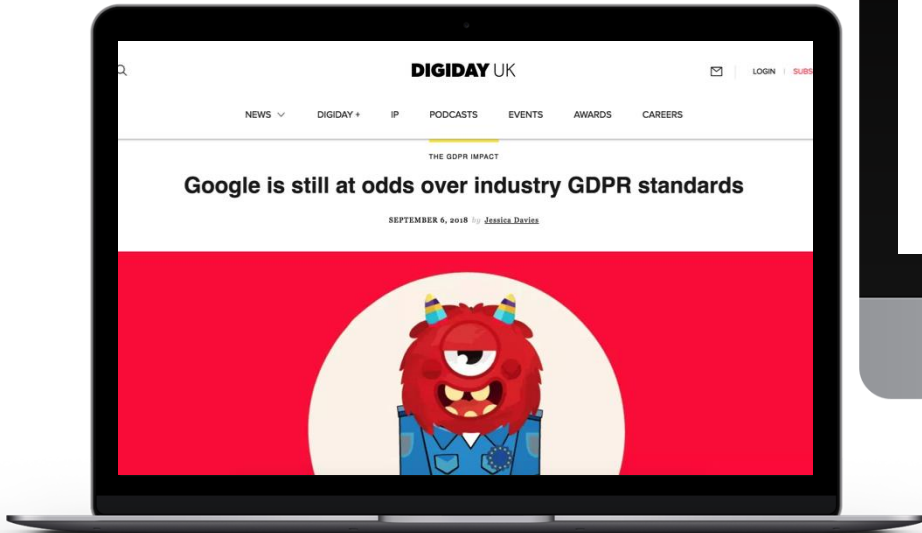 DIGIDAY UK
LOGIN | SUBS
NEWS DIGIDAY + IP PODCASTS EVENTS AWARDS CAREERS
THE GDPR IMPACT
Google is still at odds over industry GDPR standards
SEPTEMBER 6, 2018 by Jessica Davies